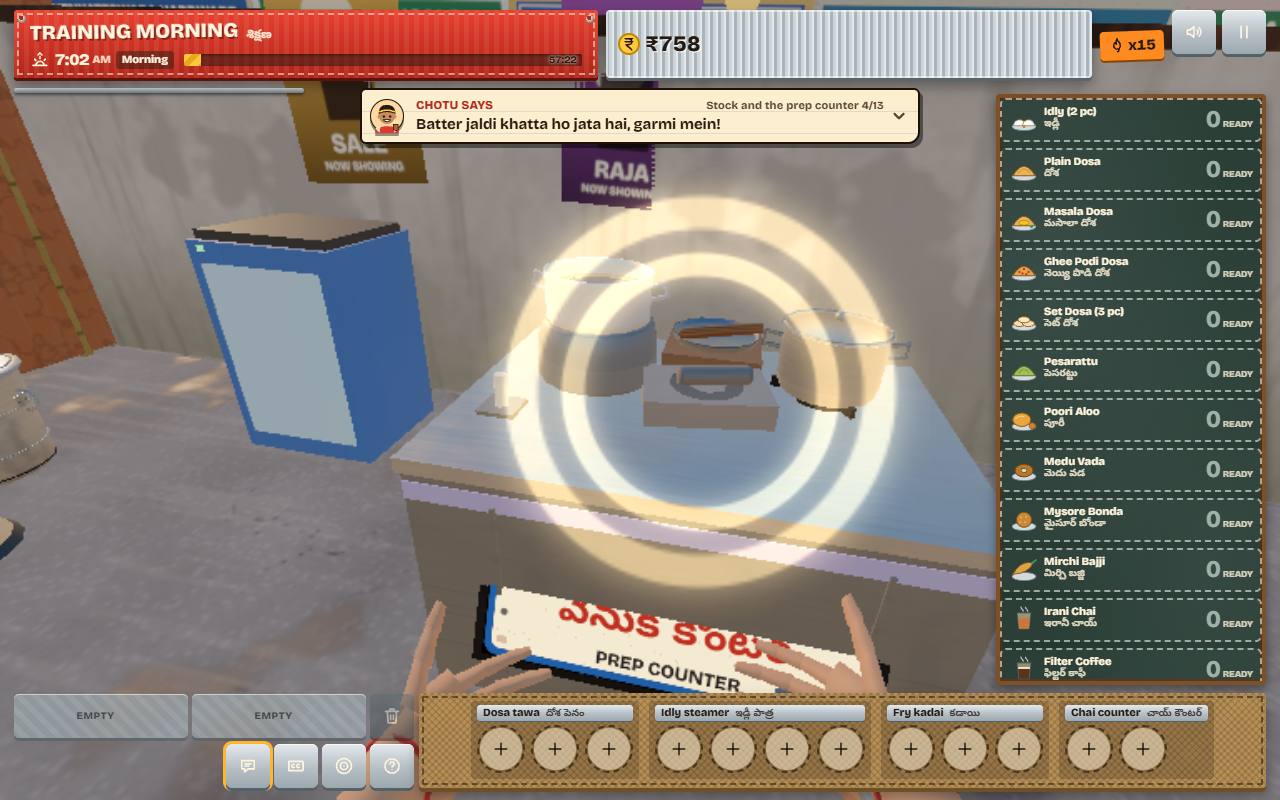 TRAINING MORNING శిక్షణ
7:02 AM Morning 57:22
₹758
x15
CHOTU SAYS Stock and the prep counter 4/13
Batter jaldi khatta ho jata hai, garmi mein!
SALE
NOW SHOWING
RAJA
NOW SHOWIN
Idly (2 pc) 0 READY
ఇడ్లీ
Plain Dosa 0 READY
దోశ
Masala Dosa 0 READY
మసాలా దోశ
Ghee Podi Dosa 0 READY
నెయ్యి పొడి దోశ
Set Dosa (3 pc) 0 READY
సెట్ దోశ
Pesarattu 0 READY
పెసరట్టు
Poori Aloo 0 READY
పూరీ
Medu Vada 0 READY
మెదు వడ
Mysore Bonda 0 READY
మైసూర్ బోండా
Mirchi Bajji 0 READY
మిర్చి బజ్జి
Irani Chai 0 READY
ఇరానీ చాయ్
Filter Coffee 0 READY
ఫిల్టర్ కాఫీ
వెనుక కౌంటర్
PREP COUNTER
EMPTY EMPTY
Dosa tawa దోశ పెనం
Idly steamer ఇడ్లీ పాత్ర
Fry kadai కడాయి
Chai counter చాయ్ కౌంటర్